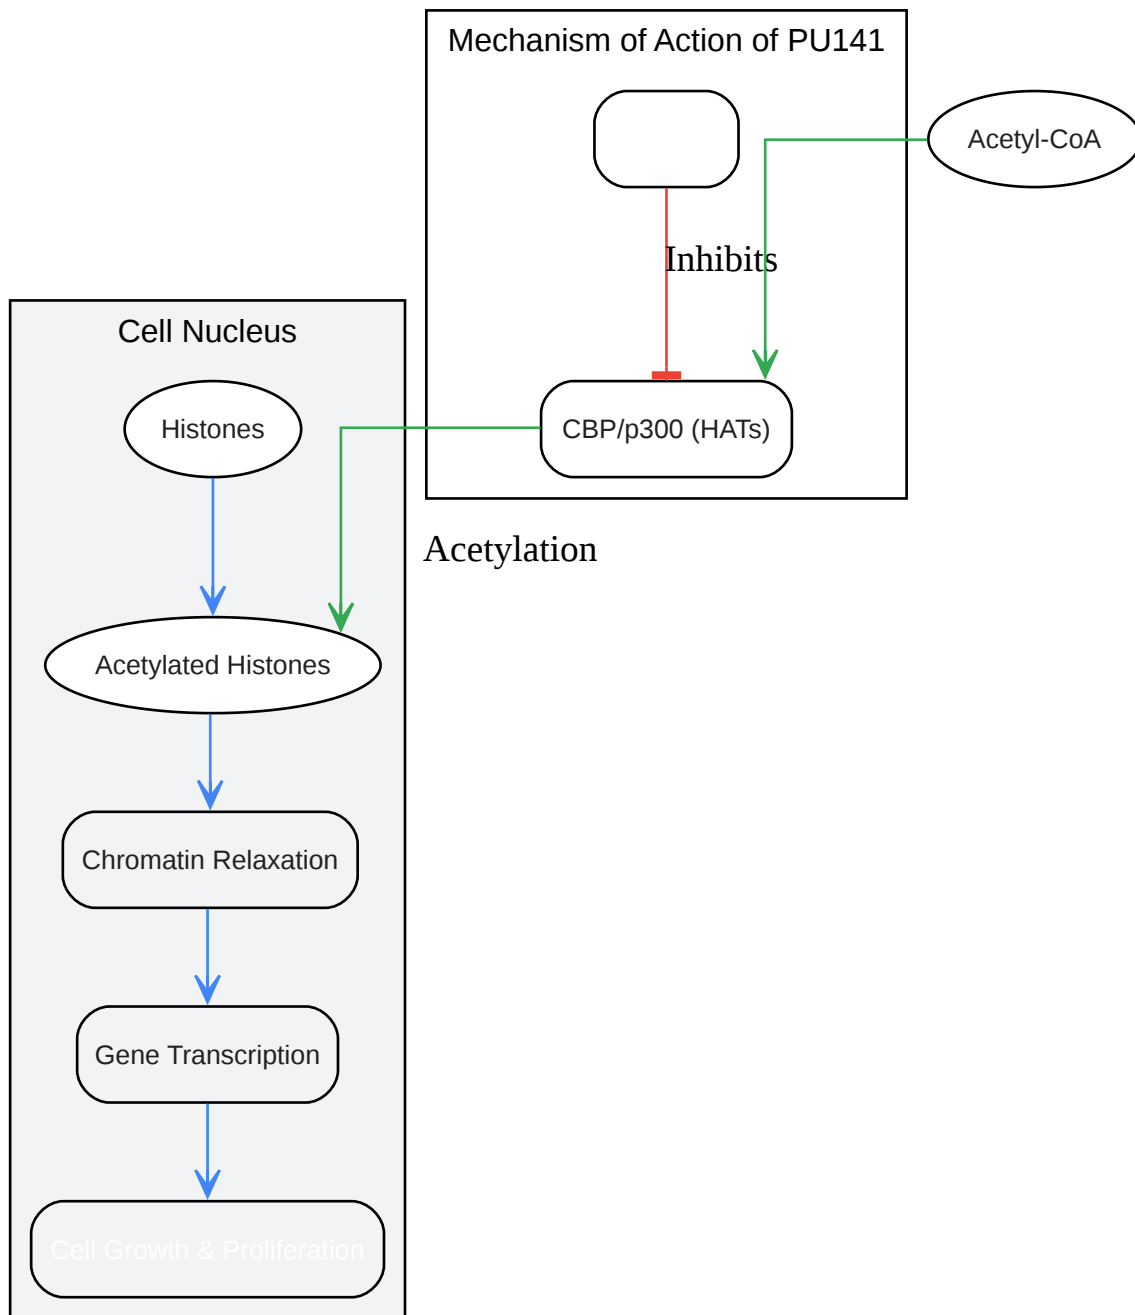 Mechanism of Action of PU141
Acetyl-CoA
Inhibits
Cell Nucleus
Histones
CBP/p300 (HATs)
Acetylation
Acetylated Histones
Chromatin Relaxation
Gene Transcription
Cell Growth & Proliferation